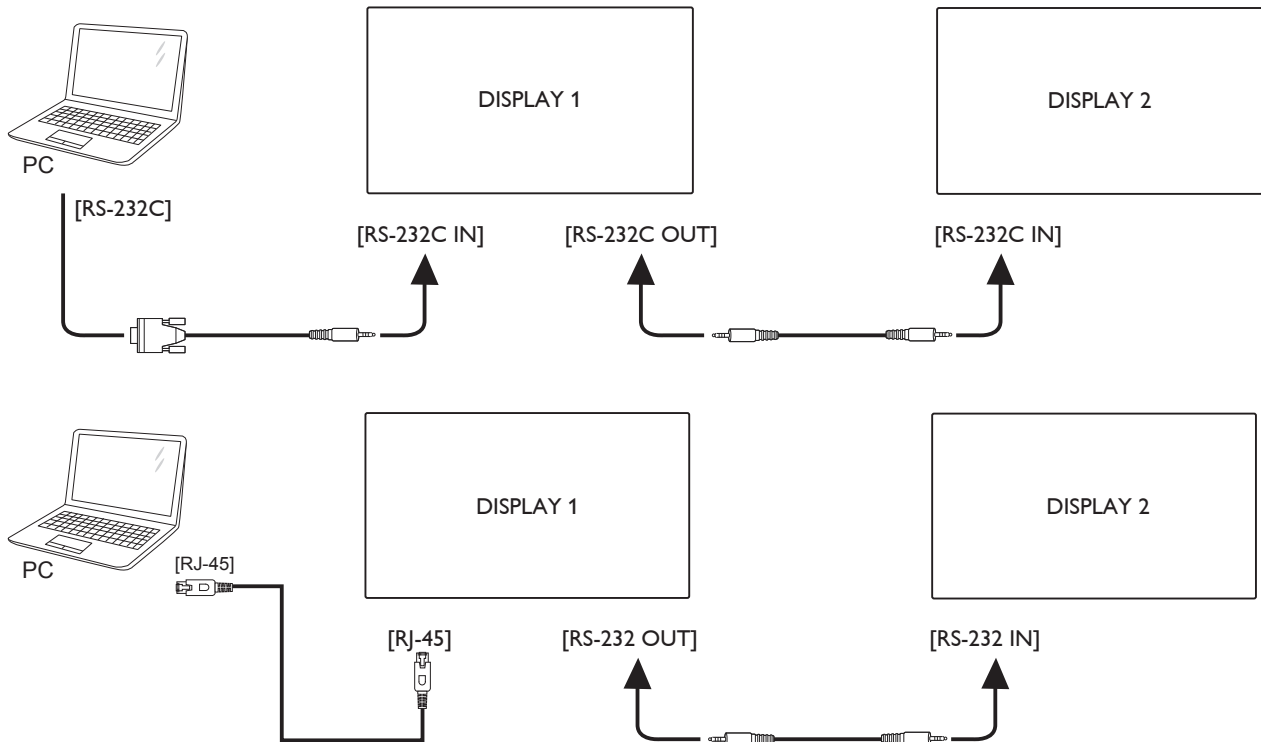 DISPLAY 1
DISPLAY 2
PC
[RS-232C]
[RS-232C IN]
[RS-232C OUT]
[RS-232C IN]
DISPLAY 1
DISPLAY 2
PC
[RJ-45]
[RJ-45]
[RS-232 OUT]
[RS-232 IN]